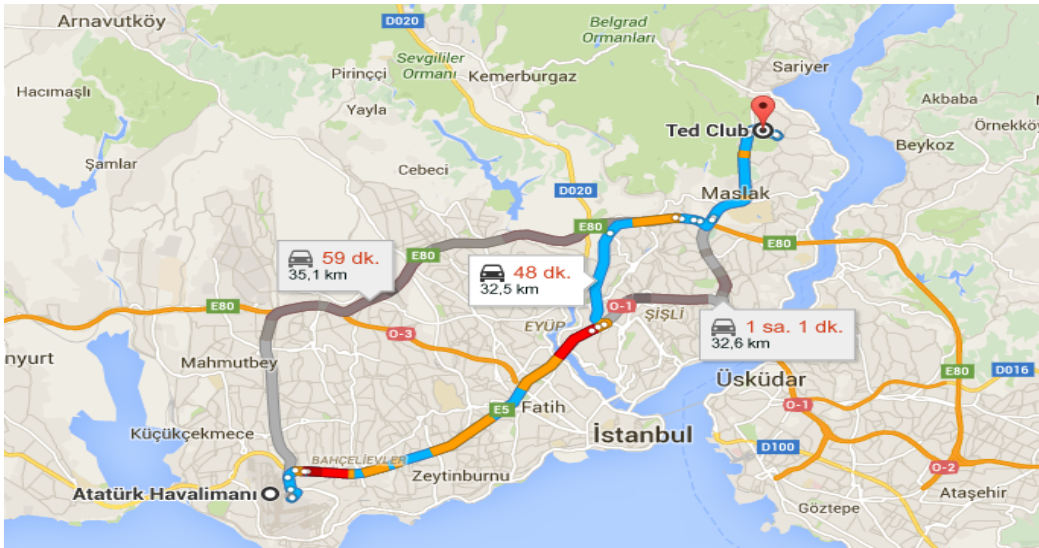 Arnavutköy
D020
Belgrad
Ormanları
Sevgililer
Ormanı
Pirinççi
Kemerburgaz
Sariyer
Hacımaşlı
Yayla
Akbaba
Ted Club
Örnekköy
Beykoz
Şamlar
Cebeci
D020
Maslak
E80
E80
E80
59 dk.
35,1 km
48 dk.
32,5 km
E80
O-1
ŞİŞLİ
1 sa. 1 dk.
32,6 km
EYÜP
O-3
nyurt
Mahmutbey
E80
D016
Üsküdar
O-1
E5
Fatih
İstanbul
Küçükçekmece
BAHÇELİEVLER
Zeytinburnu
D100
O-2
Atatürk Havalimanı
Ataşehir
Göztepe